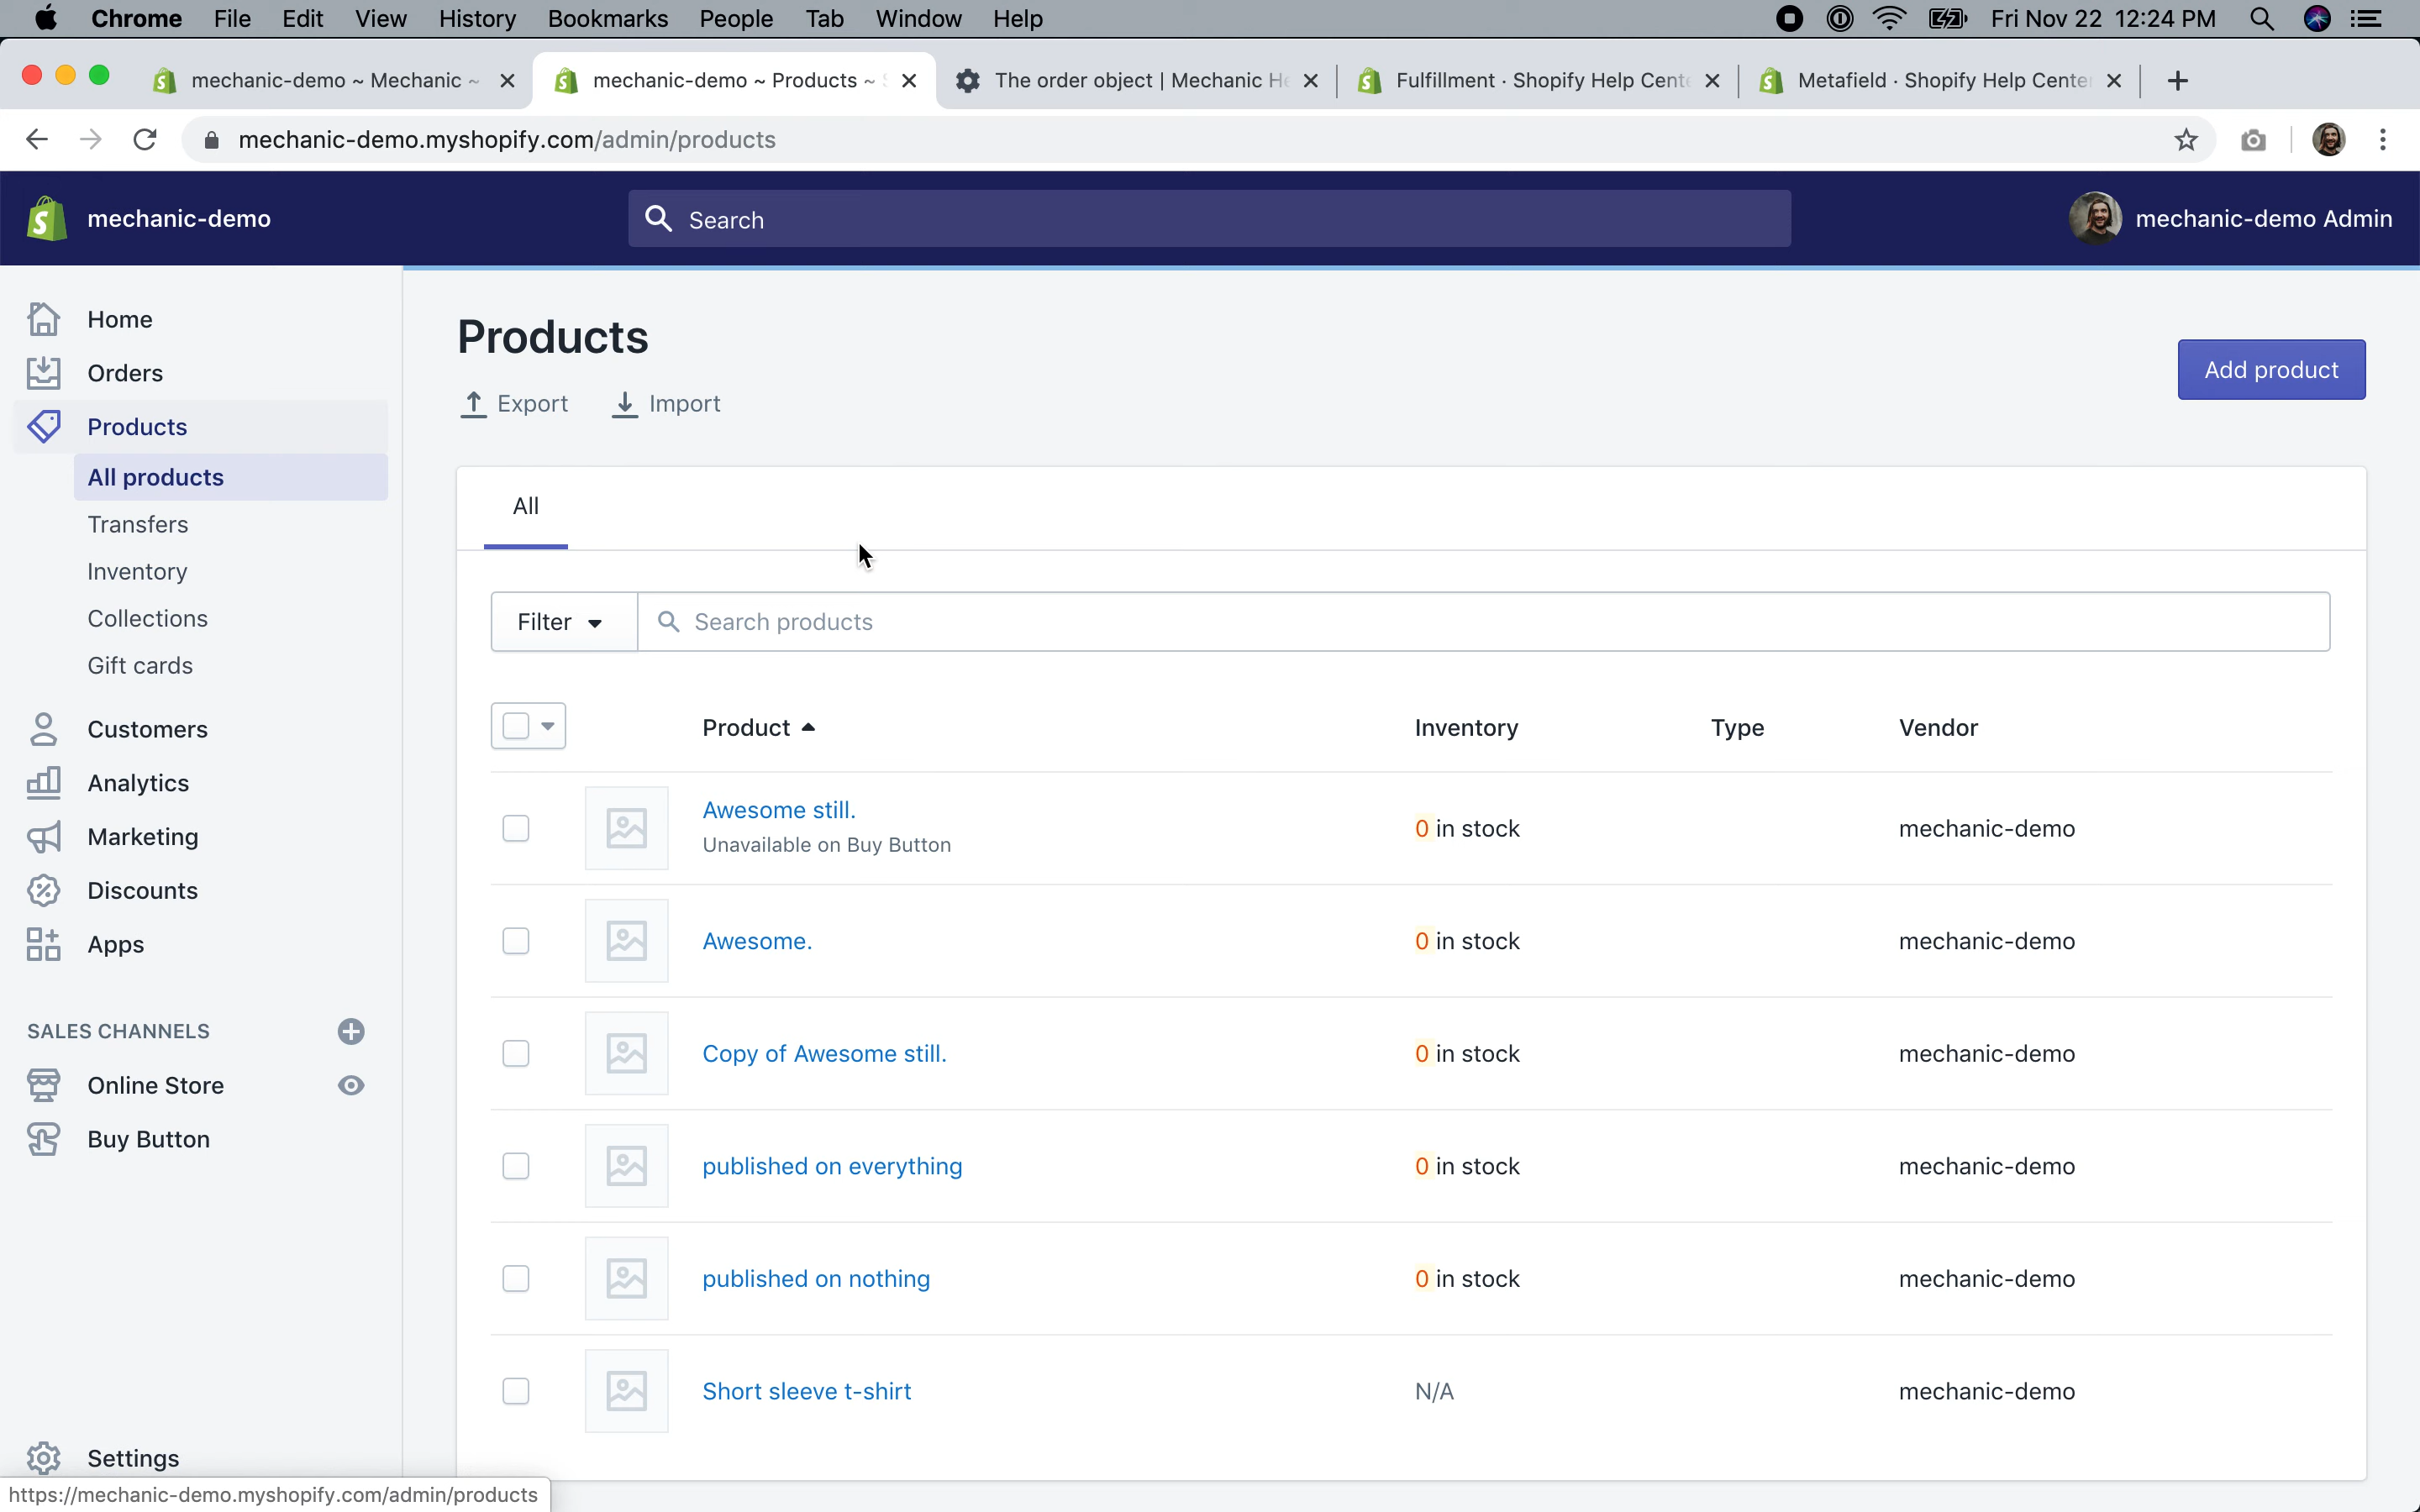 Chrome File Edit View History Bookmarks People Tab Window Help Fri Nov 22 12:24 PM
mechanic-demo ~ Mechanic ~ mechanic-demo ~ Products ~ The order object | Mechanic He Fulfillment · Shopify Help Cente Metafield · Shopify Help Center
mechanic-demo.myshopify.com/admin/products
mechanic-demo Search mechanic-demo Admin
Home
Orders
Products
All products
Transfers
Inventory
Collections
Gift cards
Customers
Analytics
Marketing
Discounts
Apps
SALES CHANNELS
Online Store
Buy Button
Settings
https://mechanic-demo.myshopify.com/admin/products
Products
Export Import
Add product
All
Filter Search products
Product Inventory Type Vendor
Awesome still. 0 in stock mechanic-demo
Unavailable on Buy Button
Awesome. 0 in stock mechanic-demo
Copy of Awesome still. 0 in stock mechanic-demo
published on everything 0 in stock mechanic-demo
published on nothing 0 in stock mechanic-demo
Short sleeve t-shirt N/A mechanic-demo